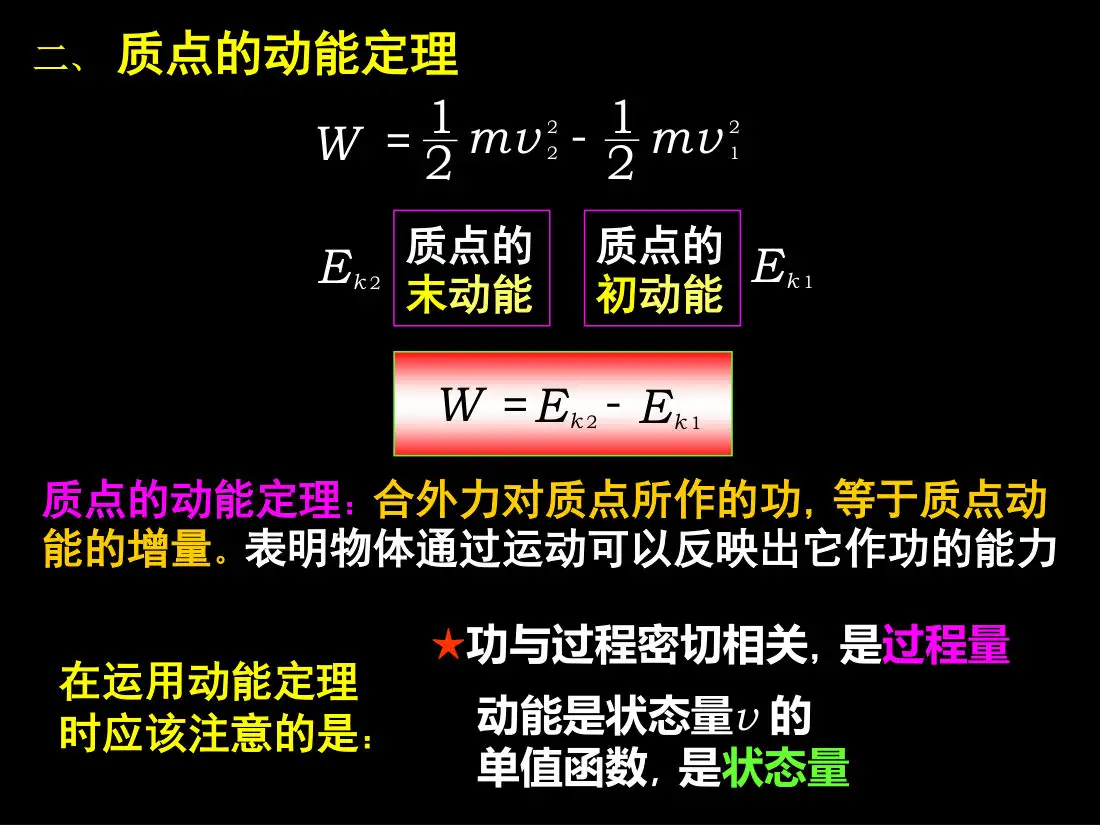 二、 质点的动能定理
W = 1/2 mv₂² - 1/2 mv₁²
Eₖ₂ 质点的 质点的 Eₖ₁
末动能 初动能
W = Eₖ₂ - Eₖ₁
质点的动能定理：合外力对质点所作的功，等于质点动
能的增量。表明物体通过运动可以反映出它作功的能力
★功与过程密切相关，是过程量
在运用动能定理
时应该注意的是：
动能是状态量v 的
单值函数，是状态量